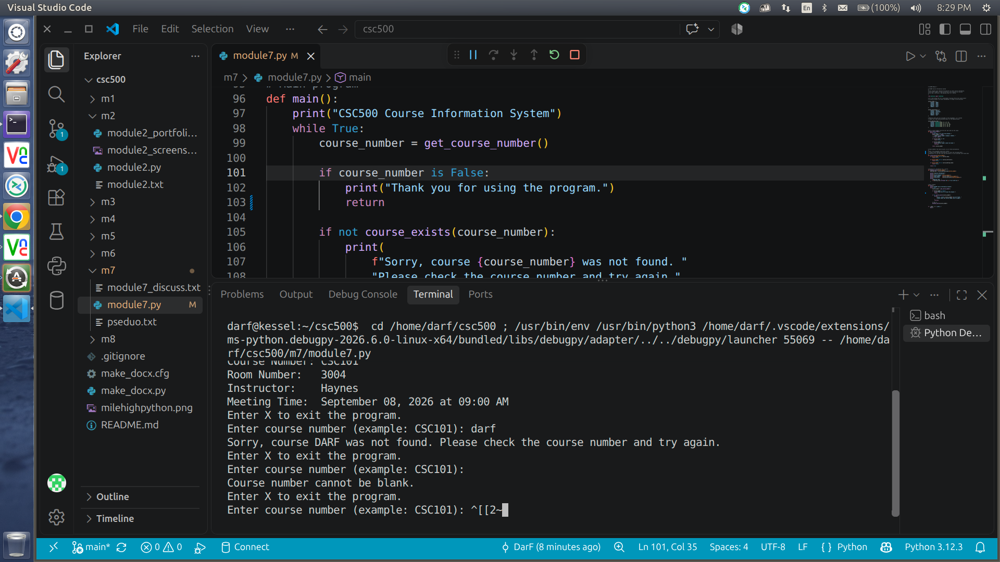 Visual Studio Code
En
(100%)
8:29 PM
File Edit Selection View
csc500
Explorer
csc500
m1
m2
module2_portfoli...
module2_screens...
module2.py
module2.txt
m3
m4
m5
m6
m7
module7_discuss.txt
module7.py M
pseduo.txt
m8
.gitignore
make_docx.cfg
make_docx.py
milehighpython.png
README.md
Outline
Timeline
1
1
module7.py M
m7 > module7.py > main
96 def main():
97 print("CSC500 Course Information System")
98 while True:
99 course_number = get_course_number()
100
101 if course_number is False:
102 print("Thank you for using the program.")
103 return
104
105 if not course_exists(course_number):
106 print(
107 f"Sorry, course {course_number} was not found. "
108 "Please check the course number and try again."
Problems Output Debug Console Terminal Ports
bash
Python De...
darf@kessel:~/csc500$  cd /home/darf/csc500 ; /usr/bin/env /usr/bin/python3 /home/darf/.vscode/extensions/
ms-python.debugpy-2026.6.0-linux-x64/bundled/libs/debugpy/adapter/../../debugpy/launcher 55069 -- /home/da
rf/csc500/m7/module7.py
Course Number: CSC101
Room Number:   3004
Instructor:    Haynes
Meeting Time:  September 08, 2026 at 09:00 AM
Enter X to exit the program.
Enter course number (example: CSC101): darf
Sorry, course DARF was not found. Please check the course number and try again.
Enter X to exit the program.
Enter course number (example: CSC101):
Course number cannot be blank.
Enter X to exit the program.
Enter course number (example: CSC101): ^[[2~
main* 0 0 Connect DarF (8 minutes ago) Ln 101, Col 35 Spaces: 4 UTF-8 LF {} Python Python 3.12.3